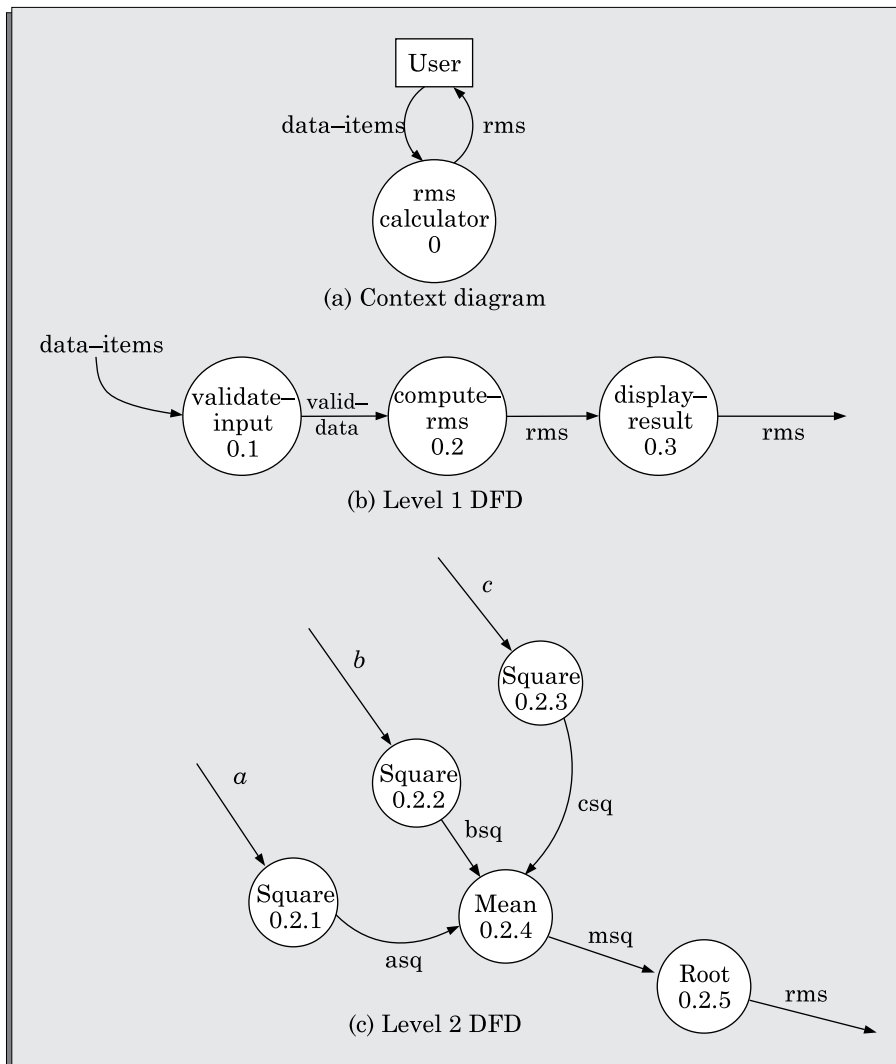 User
data–items
rms
rms
calculator
0
(a) Context diagram
data–items
validate–
input
0.1
valid–
data
compute–
rms
0.2
rms
display–
result
0.3
rms
(b) Level 1 DFD
c
Square
0.2.3
b
Square
0.2.2
a
csq
bsq
Square
0.2.1
Mean
0.2.4
asq
msq
Root
0.2.5
rms
(c) Level 2 DFD